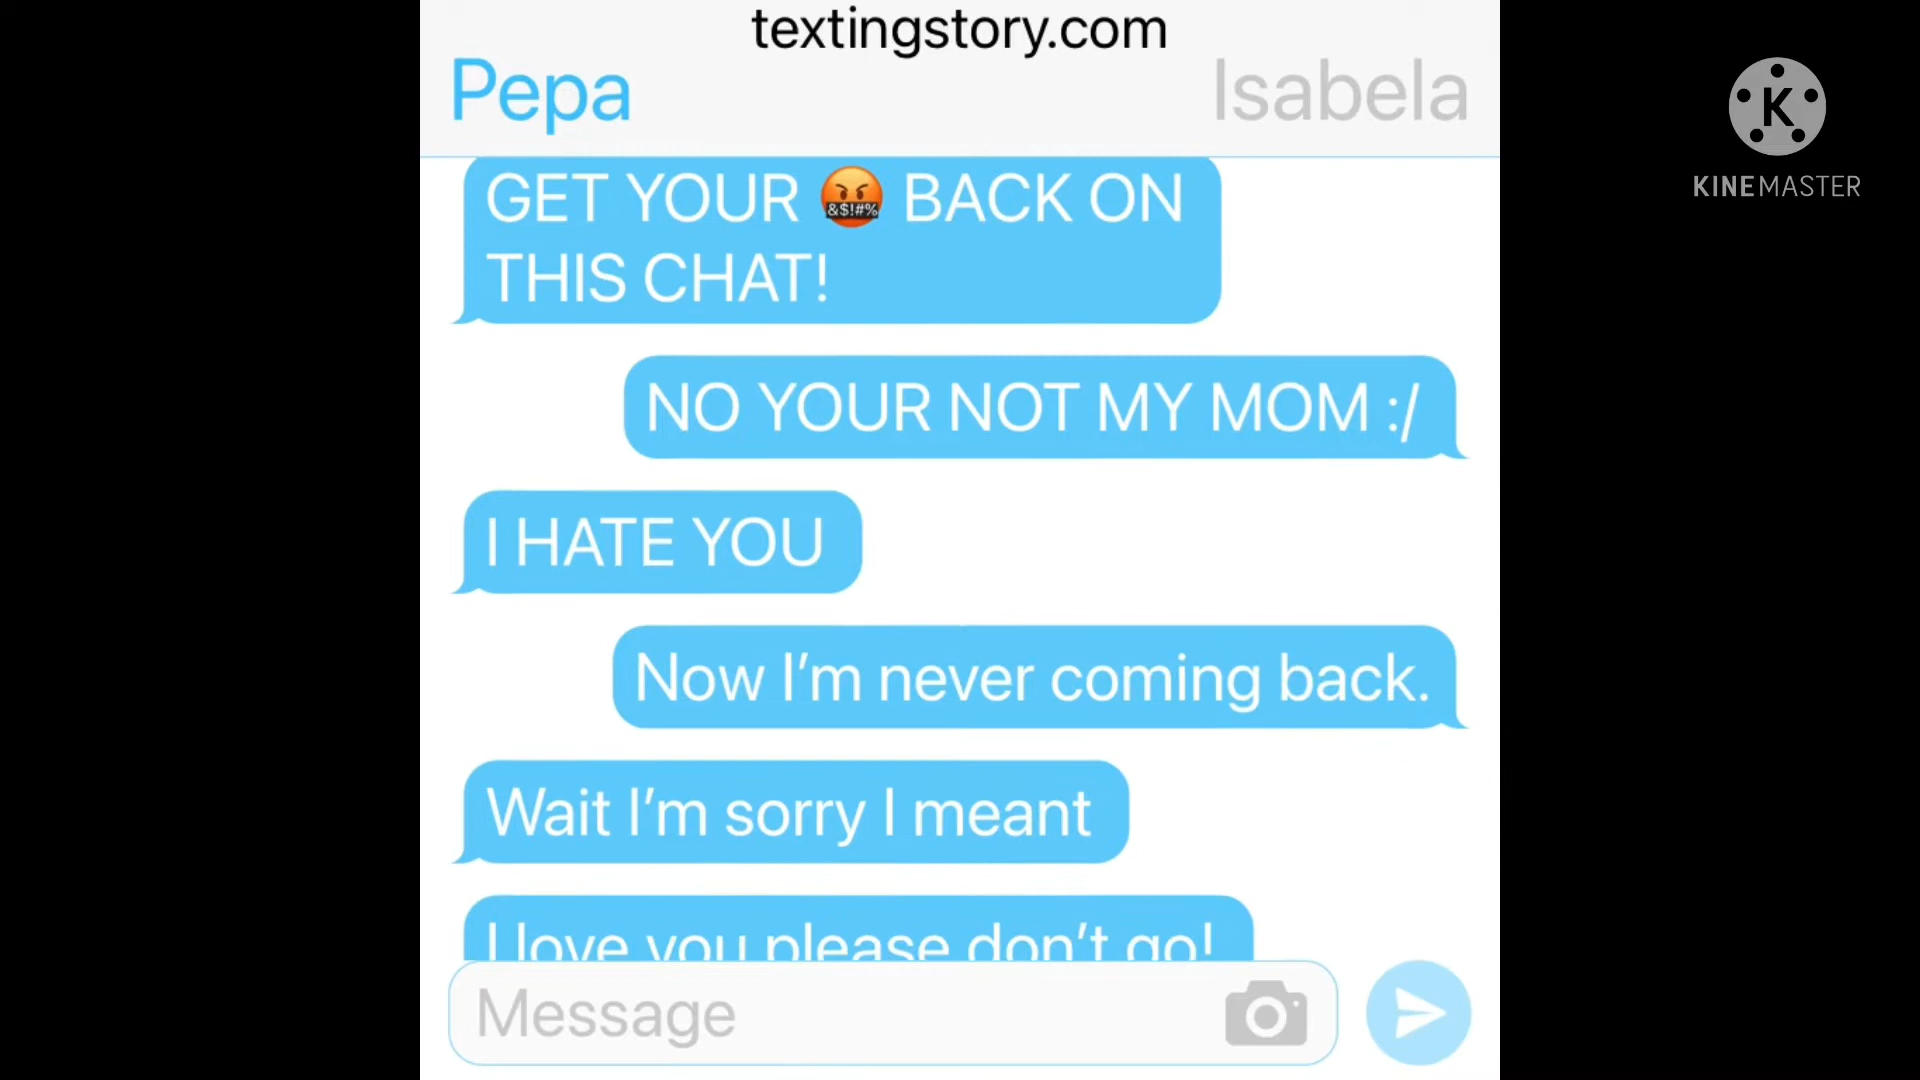 textingstory.com
Pepa
Isabela
GET YOUR 🤬 BACK ON
THIS CHAT!
NO YOUR NOT MY MOM :/
I HATE YOU
Now I’m never coming back.
Wait I’m sorry I meant
I love you please don’t go!
Message
K
KINEMASTER